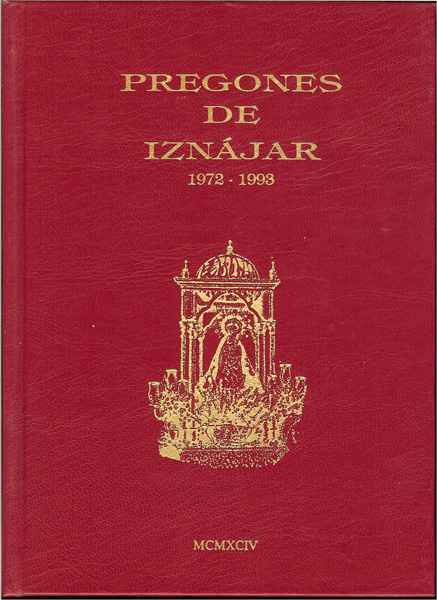 PREGONES
DE
IZNÁJAR
1972 - 1993
MCMXCIV